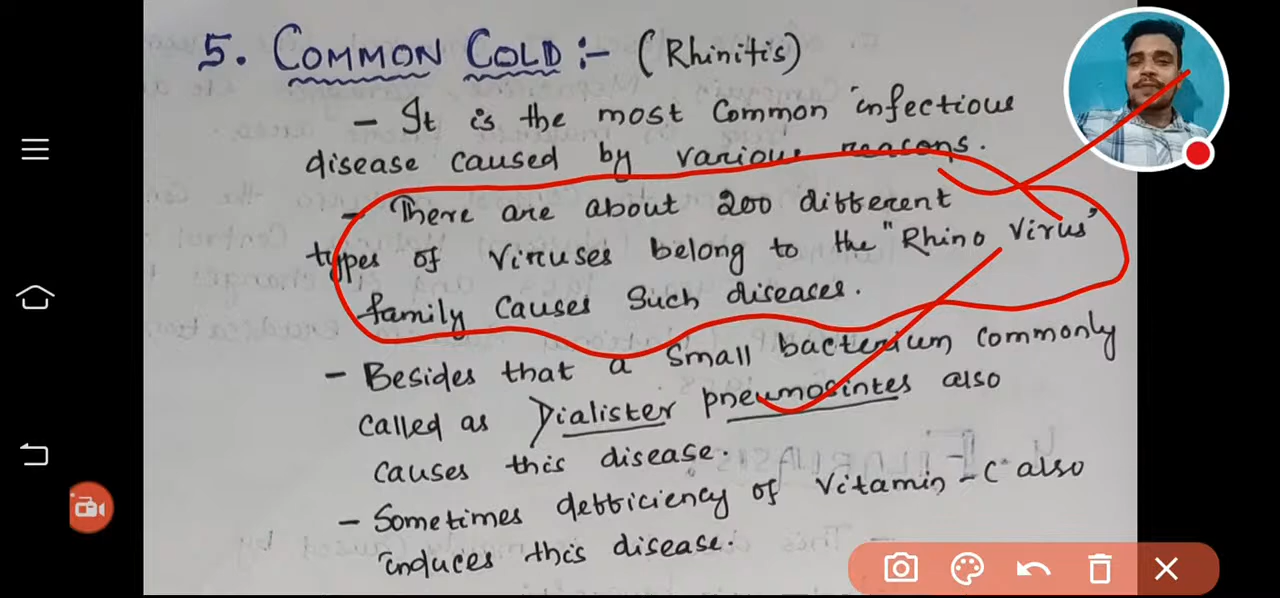 5. COMMON COLD :- (Rhinitis)
- It is the most common infectious
disease caused by various reasons.
- There are about 200 different
types of viruses belong to the "Rhino virus"
family causes such diseases.
- Besides that a small bacterium commonly
called as Dialister pneumosintes also
causes this disease.
- Sometimes defficiency of vitamin - C also
induces this disease.